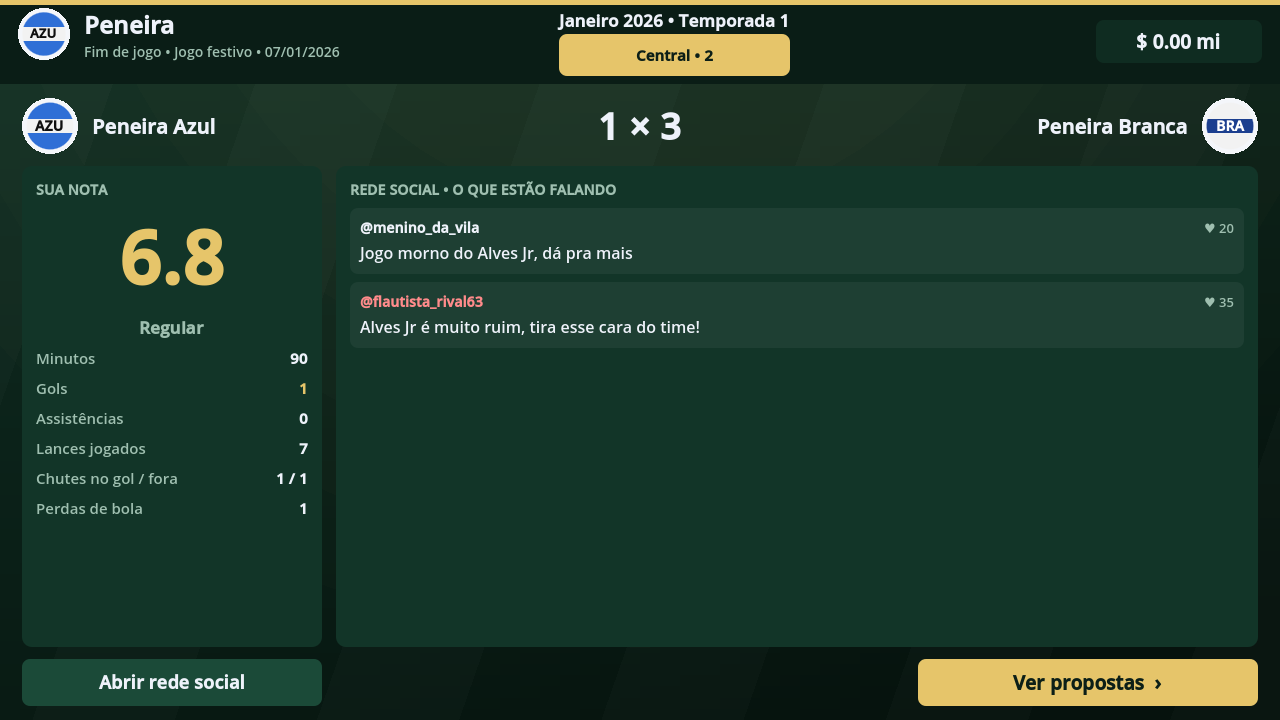 AZU
Peneira
Fim de jogo • Jogo festivo • 07/01/2026
Janeiro 2026 • Temporada 1
Central • 2
$ 0.00 mi
AZU
Peneira Azul
1 × 3
Peneira Branca
BRA
SUA NOTA
6.8
Regular
Minutos 90
Gols 1
Assistências 0
Lances jogados 7
Chutes no gol / fora 1 / 1
Perdas de bola 1
REDE SOCIAL • O QUE ESTÃO FALANDO
@menino_da_vila ♥ 20
Jogo morno do Alves Jr, dá pra mais
@flautista_rival63 ♥ 35
Alves Jr é muito ruim, tira esse cara do time!
Abrir rede social
Ver propostas ›